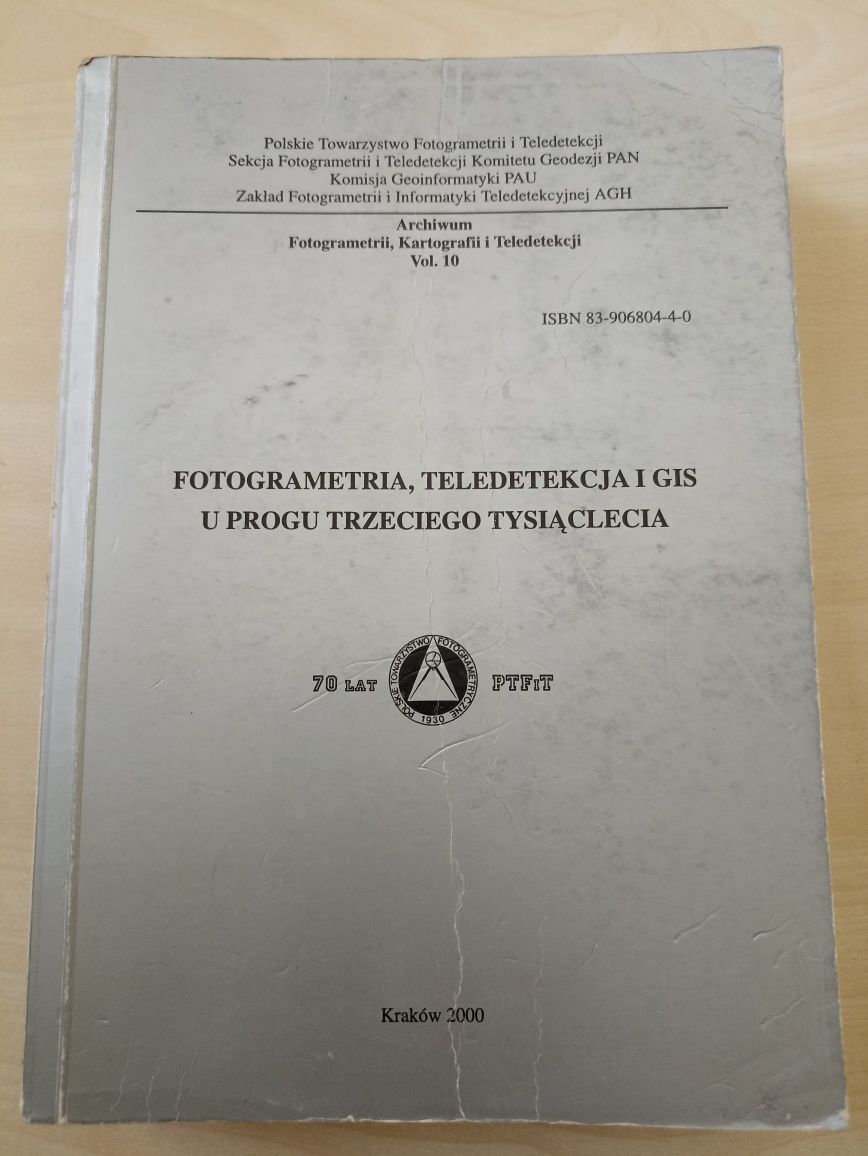 Polskie Towarzystwo Fotogrametrii i Teledetekcji
Sekcja Fotogrametrii i Teledetekcji Komitetu Geodezji PAN
Komisja Geoinformatyki PAU
Zakład Fotogrametrii i Informatyki Teledetekcyjnej AGH
Archiwum
Fotogrametrii, Kartografii i Teledetekcji
Vol. 10
ISBN 83-906804-4-0
FOTOGRAMETRIA, TELEDETEKCJA I GIS
U PROGU TRZECIEGO TYSIĄCLECIA
70 LAT
POLSKIE TOWARZYSTWO FOTOGRAMETRYCZNE
1930
PTFiT
Kraków 2000